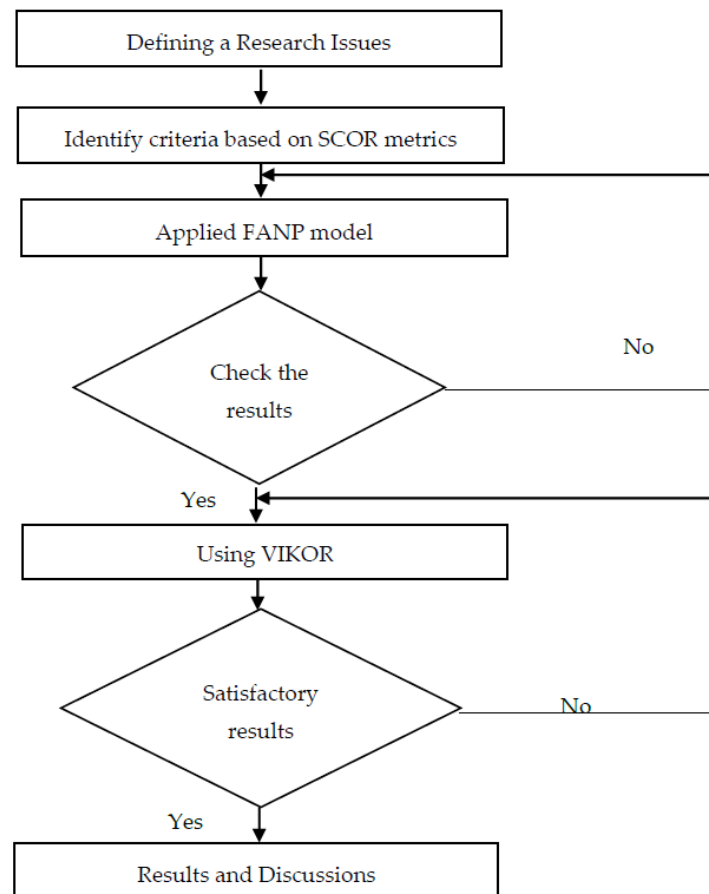 Defining a Research Issues
Identify criteria based on SCOR metrics
Applied FANP model
No
Check the
results
Yes
Using VIKOR
Satisfactory
results
No
Yes
Results and Discussions